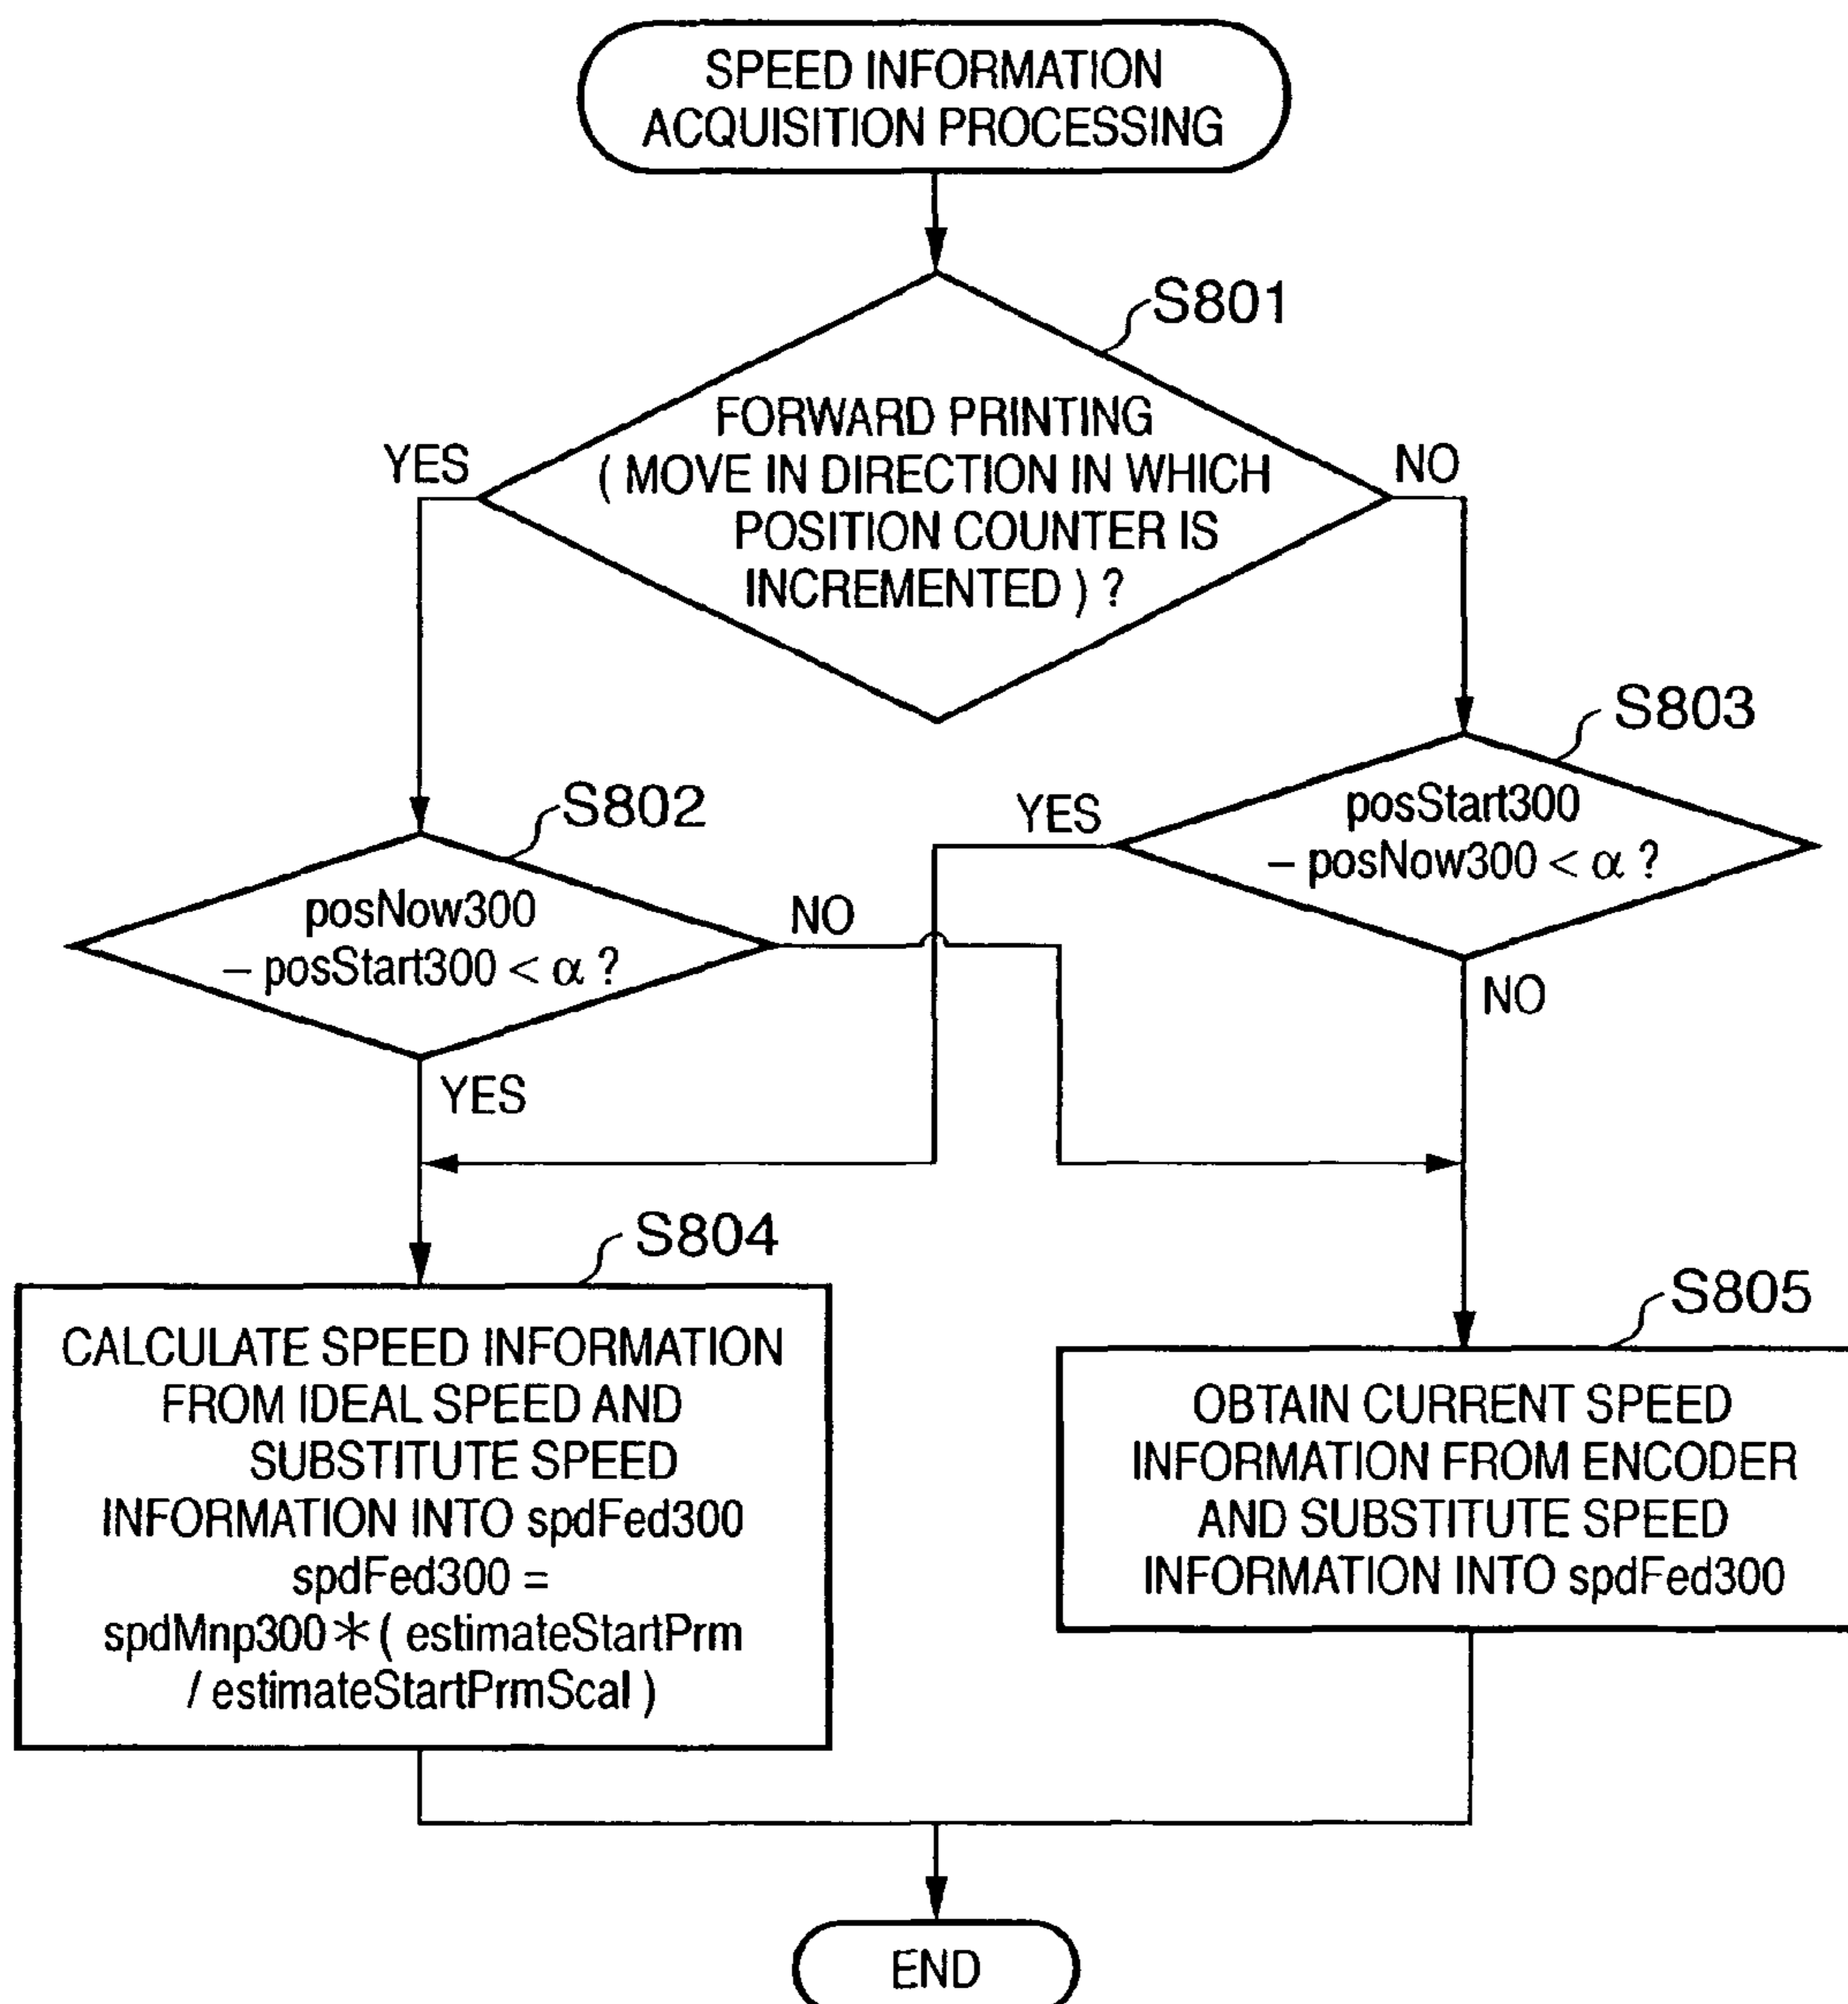 SPEED INFORMATION
ACQUISITION PROCESSING
S801
FORWARD PRINTING
( MOVE IN DIRECTION IN WHICH
POSITION COUNTER IS
INCREMENTED ) ?
YES
NO
S803
posStart300
– posNow300 < α ?
YES
NO
S802
posNow300
– posStart300 < α ?
NO
YES
S804
CALCULATE SPEED INFORMATION
FROM IDEAL SPEED AND
SUBSTITUTE SPEED
INFORMATION INTO spdFed300
spdFed300 =
spdMnp300 * ( estimateStartPrm
/ estimateStartPrmScal )
S805
OBTAIN CURRENT SPEED
INFORMATION FROM ENCODER
AND SUBSTITUTE SPEED
INFORMATION INTO spdFed300
END